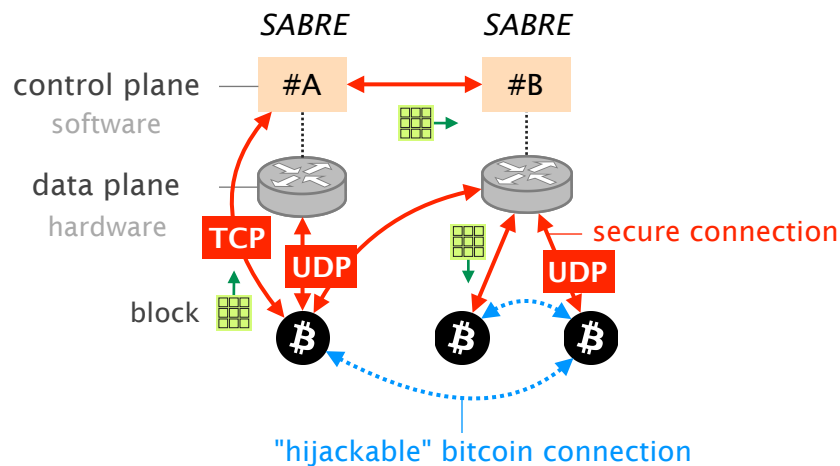 SABRE
SABRE
control plane
#A
#B
software
data plane
hardware
TCP
UDP
secure connection
UDP
block
"hijackable" bitcoin connection